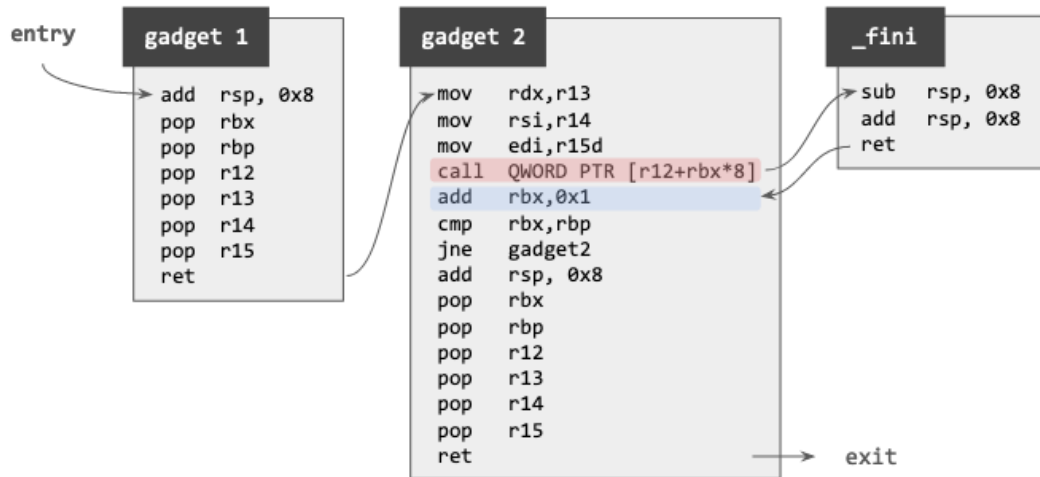 entry
gadget 1
add rsp, 0x8
pop rbx
pop rbp
pop r12
pop r13
pop r14
pop r15
ret
gadget 2
mov rdx,r13
mov rsi,r14
mov edi,r15d
call QWORD PTR [r12+rbx*8]
add rbx,0x1
cmp rbx,rbp
jne gadget2
add rsp, 0x8
pop rbx
pop rbp
pop r12
pop r13
pop r14
pop r15
ret
_fini
sub rsp, 0x8
add rsp, 0x8
ret
exit